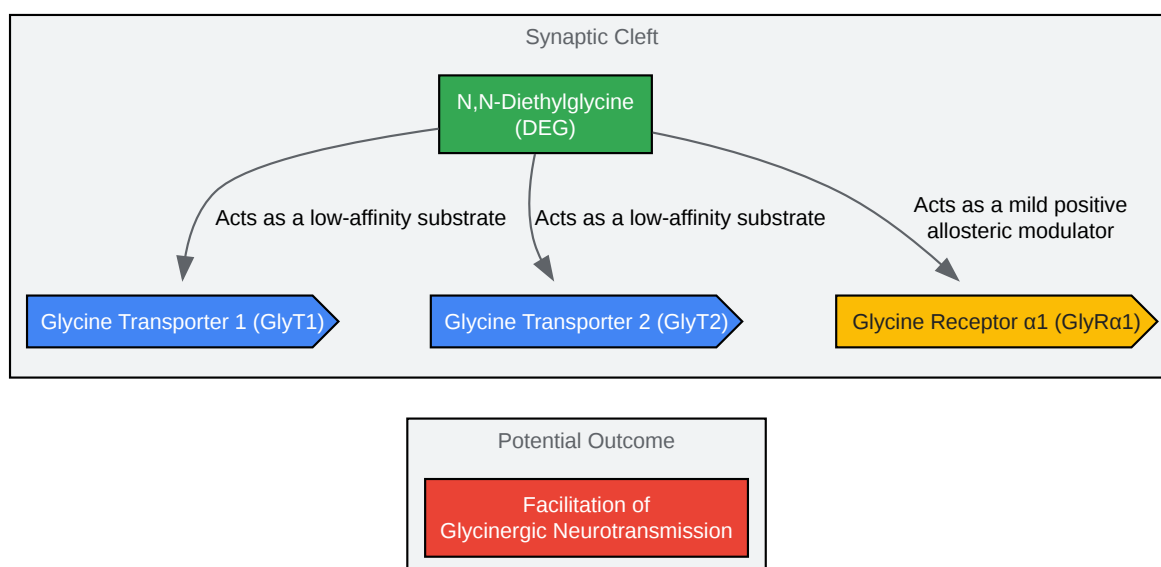 Synaptic Cleft
N,N-Diethylglycine
(DEG)
Acts as a low-affinity substrate
Acts as a low-affinity substrate
Acts as a mild positive
allosteric modulator
Glycine Transporter 1 (GlyT1)
Glycine Transporter 2 (GlyT2)
Glycine Receptor α1 (GlyRα1)
Potential Outcome
Facilitation of
Glycinergic Neurotransmission